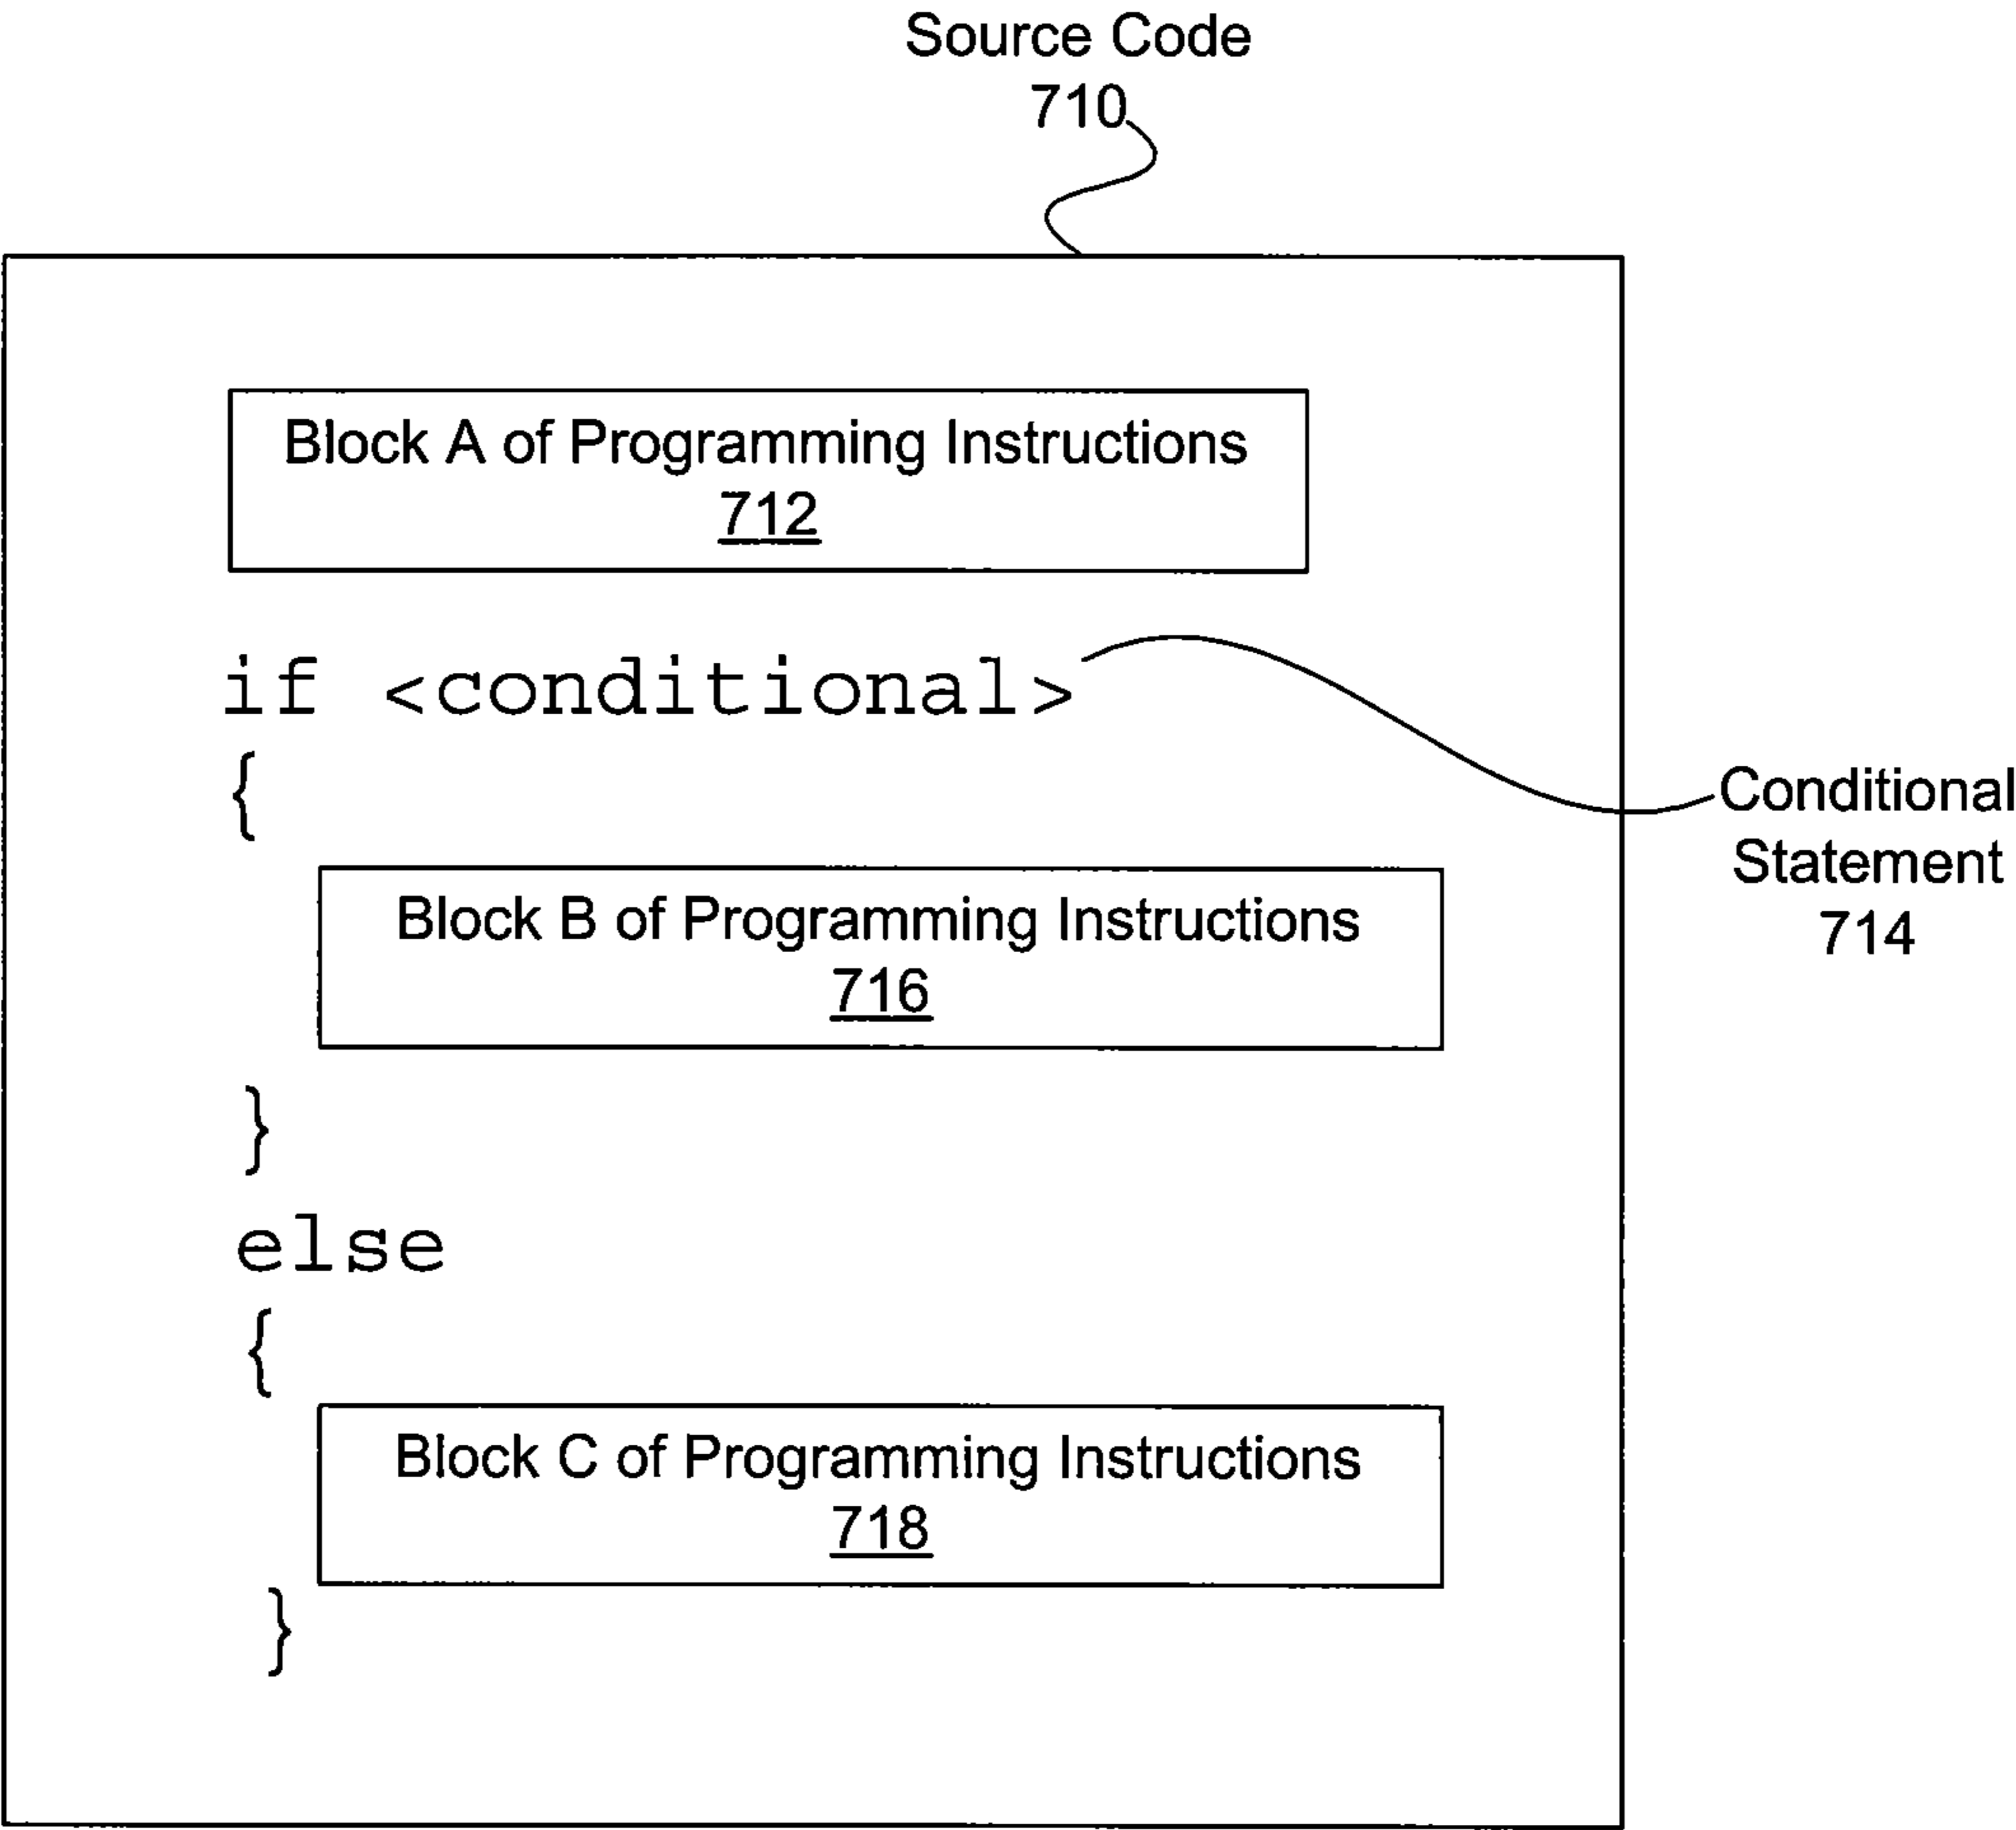 Source Code
710
Block A of Programming Instructions
712
if <conditional>
{
Conditional
Statement
714
Block B of Programming Instructions
716
}
else
{
Block C of Programming Instructions
718
}